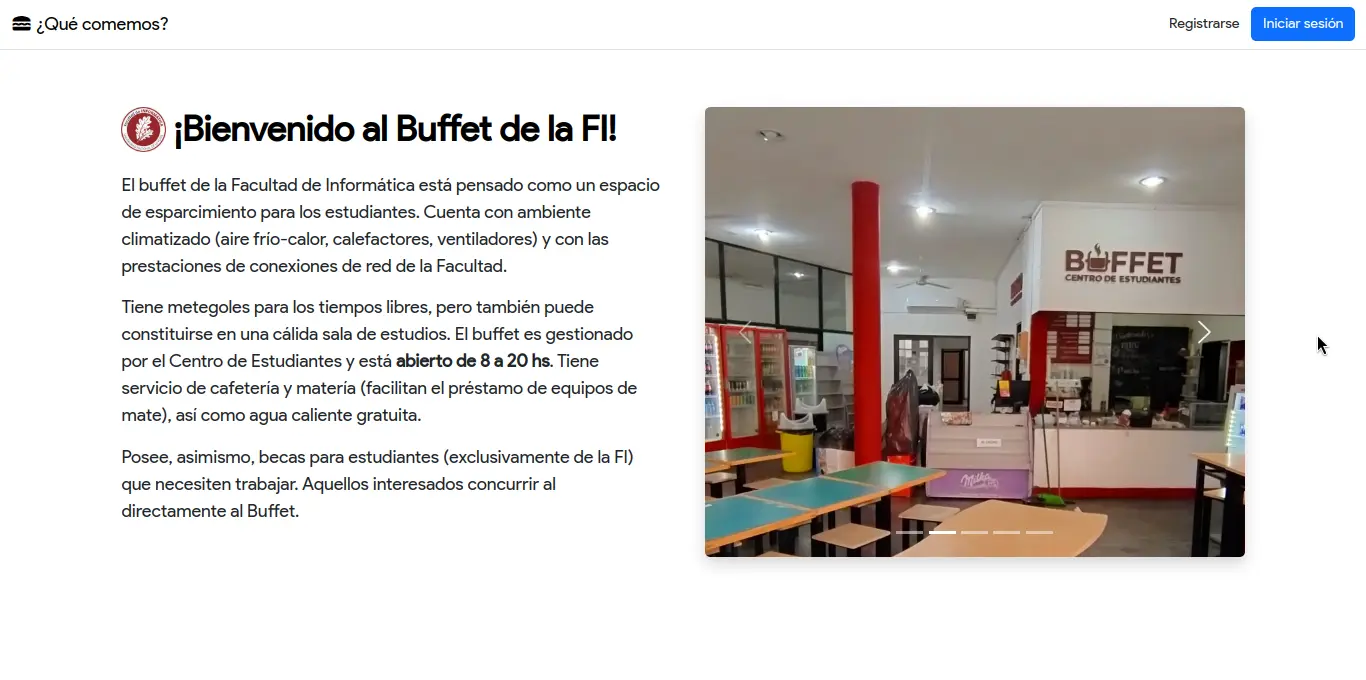 ¿Qué comemos?
Registrarse
Iniciar sesión
¡Bienvenido al Buffet de la FI!
El buffet de la Facultad de Informática está pensado como un espacio
de esparcimiento para los estudiantes. Cuenta con ambiente
climatizado (aire frío-calor, calefactores, ventiladores) y con las
prestaciones de conexiones de red de la Facultad.
Tiene metegoles para los tiempos libres, pero también puede
constituirse en una cálida sala de estudios. El buffet es gestionado
por el Centro de Estudiantes y está abierto de 8 a 20 hs. Tiene
servicio de cafetería y matería (facilitan el préstamo de equipos de
mate), así como agua caliente gratuita.
Posee, asimismo, becas para estudiantes (exclusivamente de la FI)
que necesiten trabajar. Aquellos interesados concurrir al
directamente al Buffet.
BUFFET
CENTRO DE ESTUDIANTES
Milka